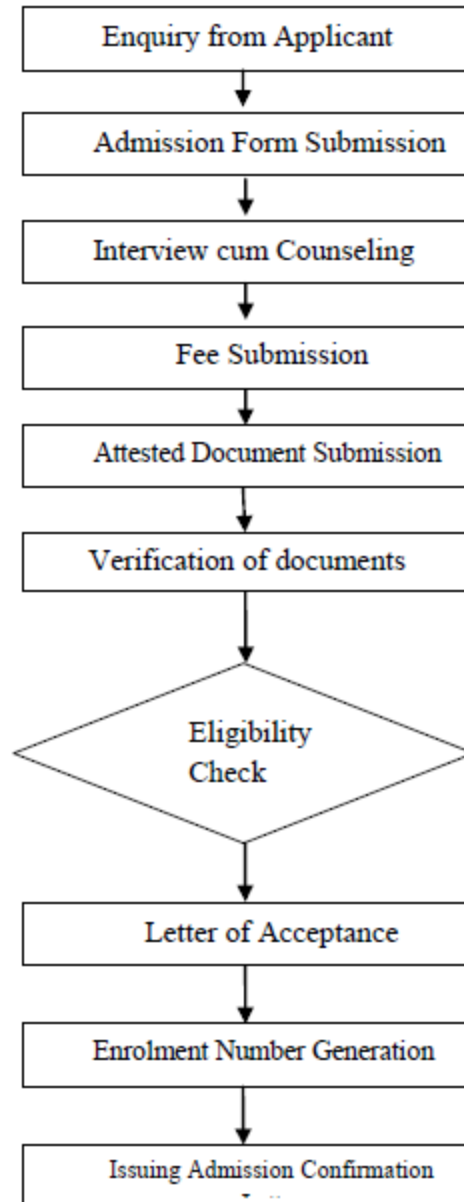 Enquiry from Applicant
Admission Form Submission
Interview cum Counseling
Fee Submission
Attested Document Submission
Verification of documents
Eligibility
Check
Letter of Acceptance
Enrolment Number Generation
Issuing Admission Confirmation